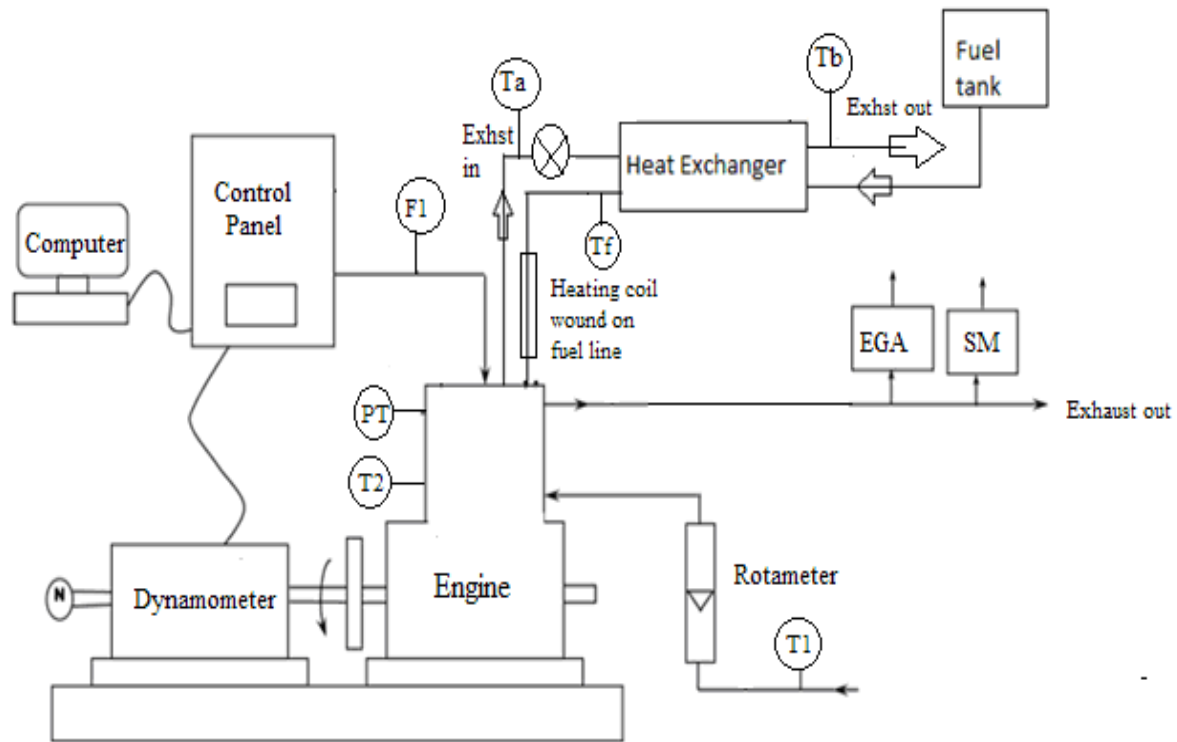 Fuel
tank
Tb
Ta
Exhst out
Exhst
in
Heat Exchanger
Control
Panel
F1
Computer
Tf
Heating coil
wound on
fuel line
EGA
SM
Exhaust out
PT
T2
Rotameter
Engine
Dynamometer
N
T1